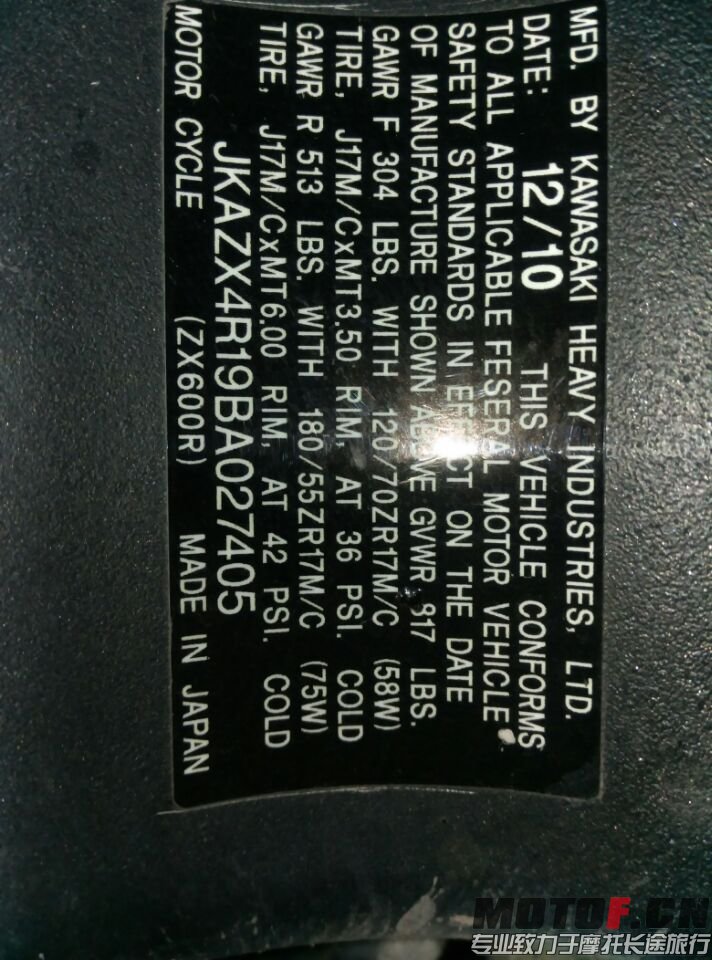 MFD. BY KAWASAKI HEAVY INDUSTRIES, LTD.
DATE: 12/10 THIS VEHICLE CONFORMS
TO ALL APPLICABLE FESERAL MOTOR VEHICLE
SAFETY STANDARDS IN EFFECT ON THE DATE
OF MANUFACTURE SHOWN ABOVE GVWR 817 LBS.
GAWR F 304 LBS. WITH 120/70ZR17M/C (58W)
TIRE, J17M/CxMT3.50 RIM, AT 36 PSI. COLD
GAWR R 513 LBS. WITH 180/55ZR17M/C (75W)
TIRE, J17M/CxMT6.00 RIM, AT 42 PSI. COLD
JKAZX4R19BA027405
MOTOR CYCLE (ZX600R) MADE IN JAPAN
MOTOF.CN
专业致力于摩托长途旅行